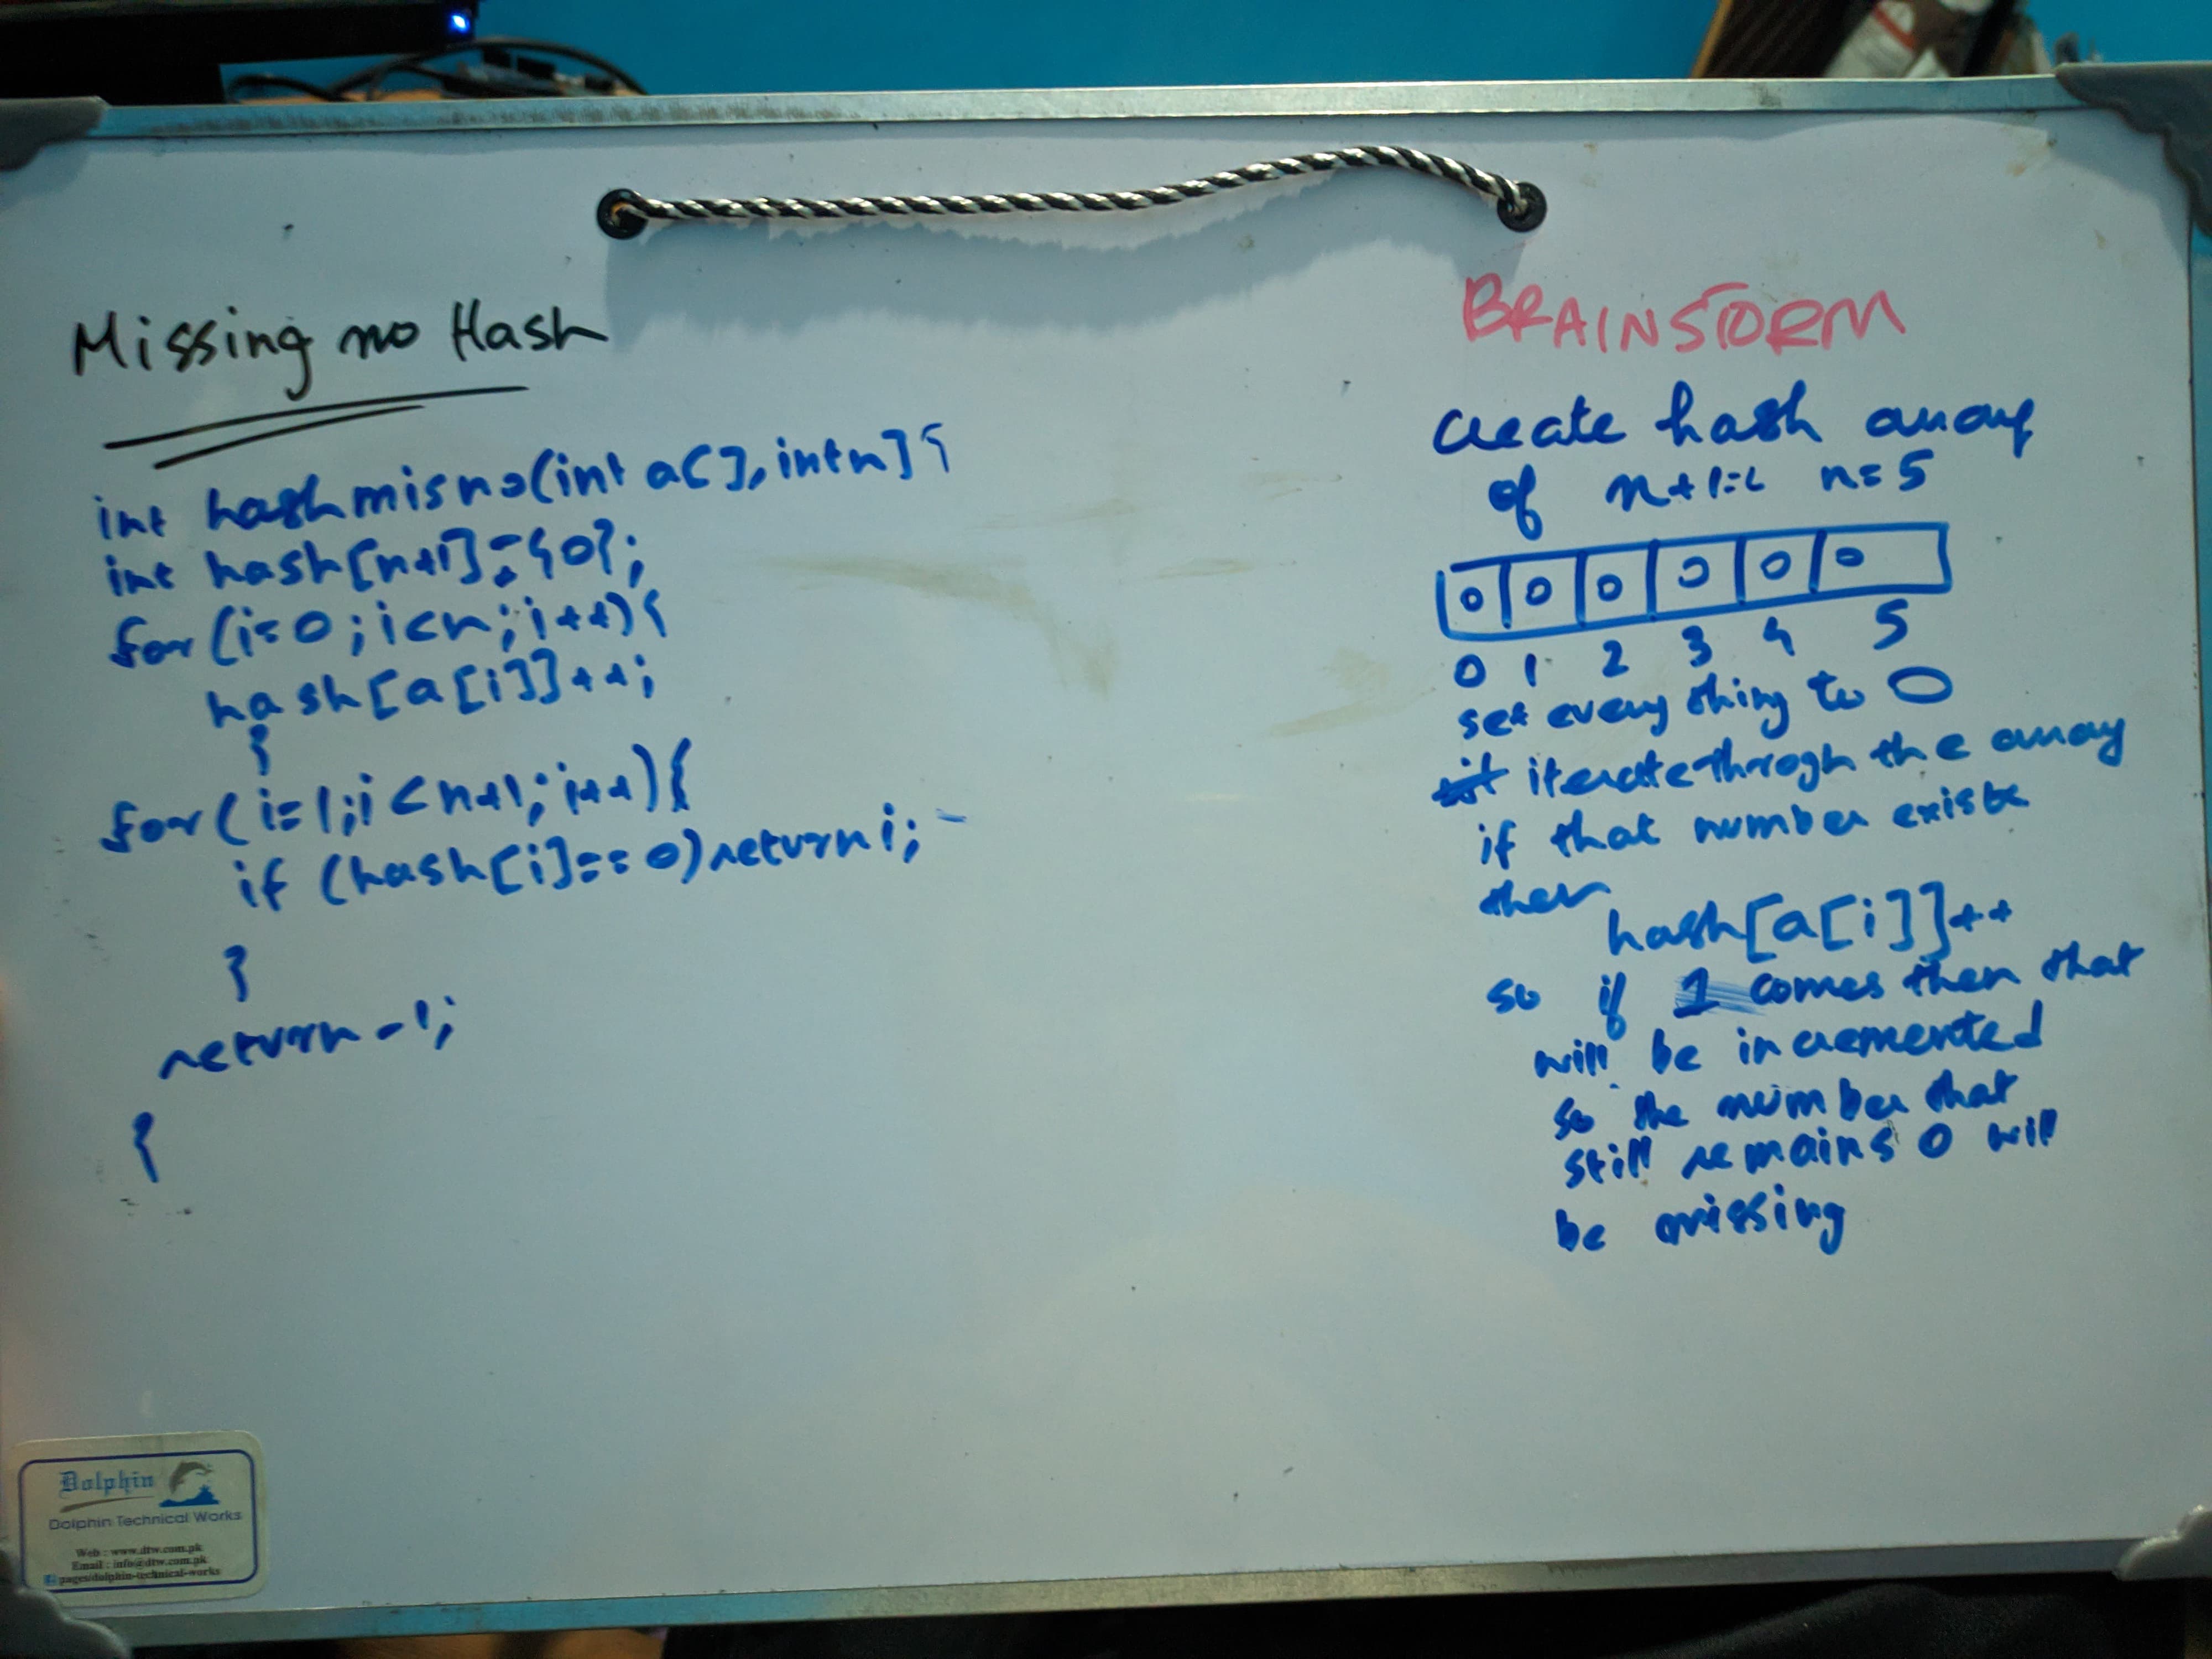 Missing no Hash
int hashmisno(int a[], int n] {
int hash[n+1] = {0};
for (i=0; i<n; i++) {
hash[a[i]]++;
}
for (i=1; i<n+1; i++) {
if (hash[i]==0) return i;
}
return -1;
{
BRAINSTORM
create hash array
of n+1=6 n=5
0 0 0 0 0 0
0 1 2 3 4 5
set every thing to 0
iterate throgh the array
if that number exists
then
hash[a[i]]++
so if 1 comes then that
will be incremented
so the number that
still remains 0 will
be missing
Dolphin
Dolphin Technical Works
Web : www.dtw.com.pk
Email : info@dtw.com.pk
pages/dolphin-technical-works